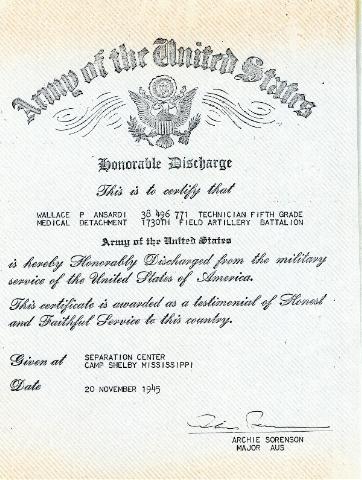 Army of the United States
Honorable Discharge
This is to certify that
WALLACE P ANSARDI 38 496 771 TECHNICIAN FIFTH GRADE
MEDICAL DETACHMENT 1730TH FIELD ARTILLERY BATTALION
Army of the United States
is hereby Honorably Discharged from the military
service of the United States of America.
This certificate is awarded as a testimonial of Honest
and Faithful Service to this country.
Given at SEPARATION CENTER
CAMP SHELBY MISSISSIPPI
Date 20 NOVEMBER 1945
ARCHIE SORENSON
MAJOR AUS